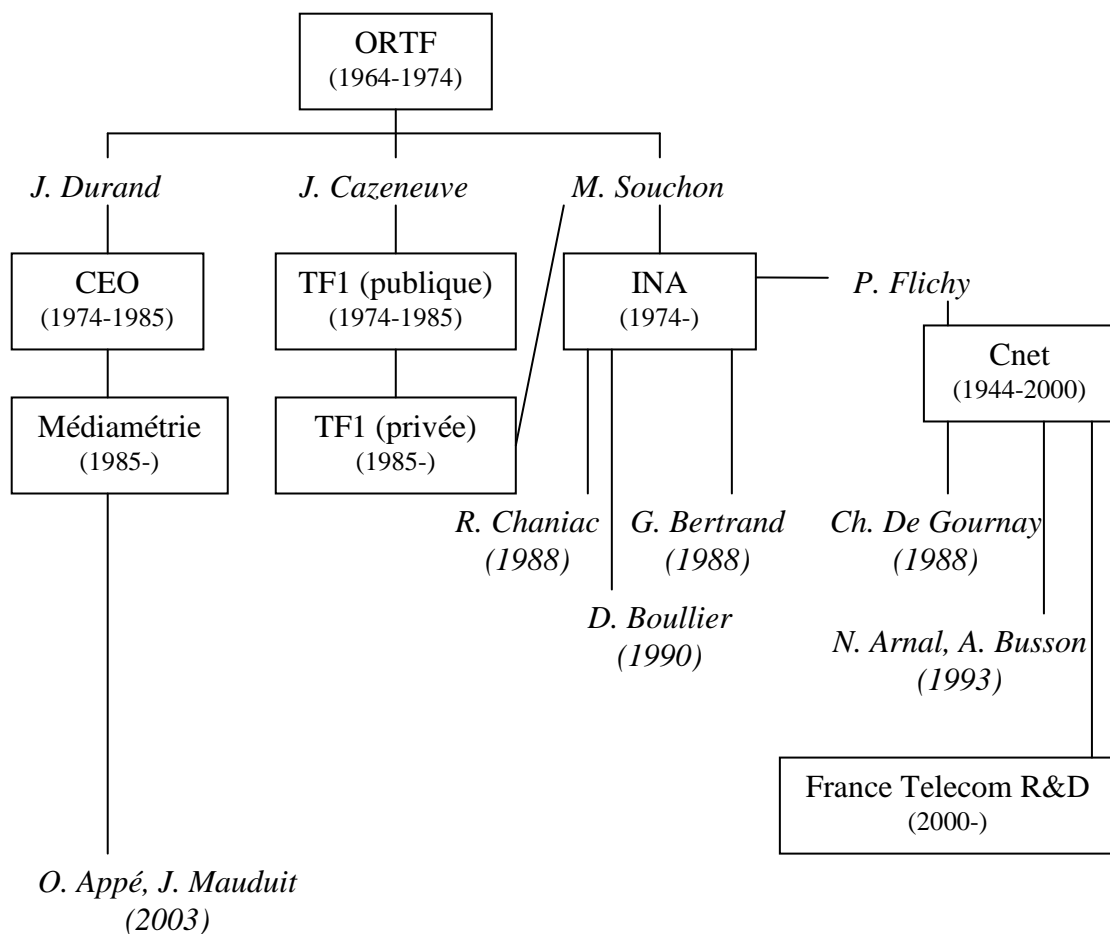 ORTF
(1964-1974)
J. Durand
J. Cazeneuve
M. Souchon
CEO
(1974-1985)
TF1 (publique)
(1974-1985)
INA
(1974-)
P. Flichy
Cnet
(1944-2000)
Médiamétrie
(1985-)
TF1 (privée)
(1985-)
R. Chaniac
(1988)
G. Bertrand
(1988)
Ch. De Gournay
(1988)
D. Boullier
(1990)
N. Arnal, A. Busson
(1993)
France Telecom R&D
(2000-)
O. Appé, J. Mauduit
(2003)